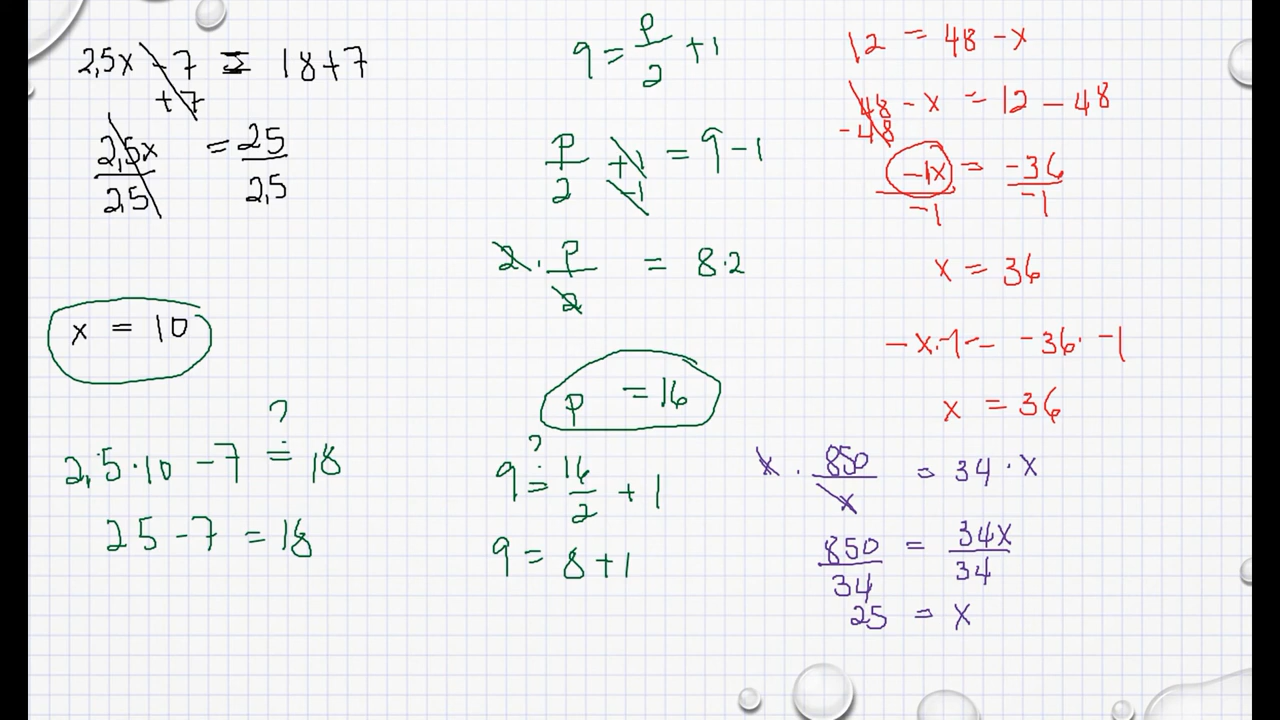 2,5x - 7 = 18 + 7
+ 7
2,5x / 2,5 = 25 / 2,5
x = 10
?
2,5 · 10 - 7 = 18
25 - 7 = 18
9 = p/2 + 1
p/2 + 1 = 9 - 1
- 1
2 · p/2 = 8 · 2
p = 16
?
9 = 16/2 + 1
9 = 8 + 1
12 = 48 - x
48 - x = 12 - 48
- 48
-1x / -1 = -36 / -1
x = 36
-x · -1 = -36 · -1
x = 36
x · 850/x = 34 · x
850/34 = 34x/34
25 = x